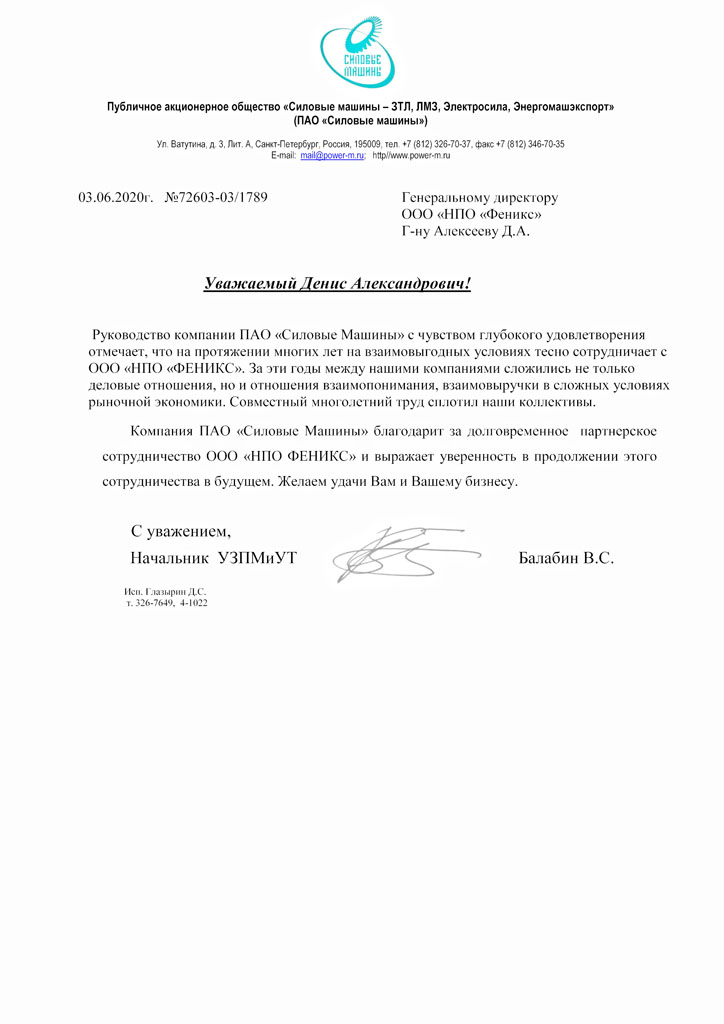 СИЛОВЫЕ
МАШИНЫ
Публичное акционерное общество «Силовые машины – ЗТЛ, ЛМЗ, Электросила, Энергомашэкспорт»
(ПАО «Силовые машины»)
Ул. Ватутина, д. 3, Лит. А, Санкт-Петербург, Россия, 195009, тел. +7 (812) 326-70-37, факс +7 (812) 346-70-35
E-mail: mail@power-m.ru; http//www.power-m.ru
03.06.2020г. №72603-03/1789
Генеральному директору
ООО «НПО «Феникс»
Г-ну Алексееву Д.А.
Уважаемый Денис Александрович!
Руководство компании ПАО «Силовые Машины» с чувством глубокого удовлетворения
отмечает, что на протяжении многих лет на взаимовыгодных условиях тесно сотрудничает с
ООО «НПО «ФЕНИКС». За эти годы между нашими компаниями сложились не только
деловые отношения, но и отношения взаимопонимания, взаимовыручки в сложных условиях
рыночной экономики. Совместный многолетний труд сплотил наши коллективы.
Компания ПАО «Силовые Машины» благодарит за долговременное партнерское
сотрудничество ООО «НПО ФЕНИКС» и выражает уверенность в продолжении этого
сотрудничества в будущем. Желаем удачи Вам и Вашему бизнесу.
С уважением,
Начальник УЗПМиУТ Балабин В.С.
Исп. Глазырин Д.С.
т. 326-7649, 4-1022